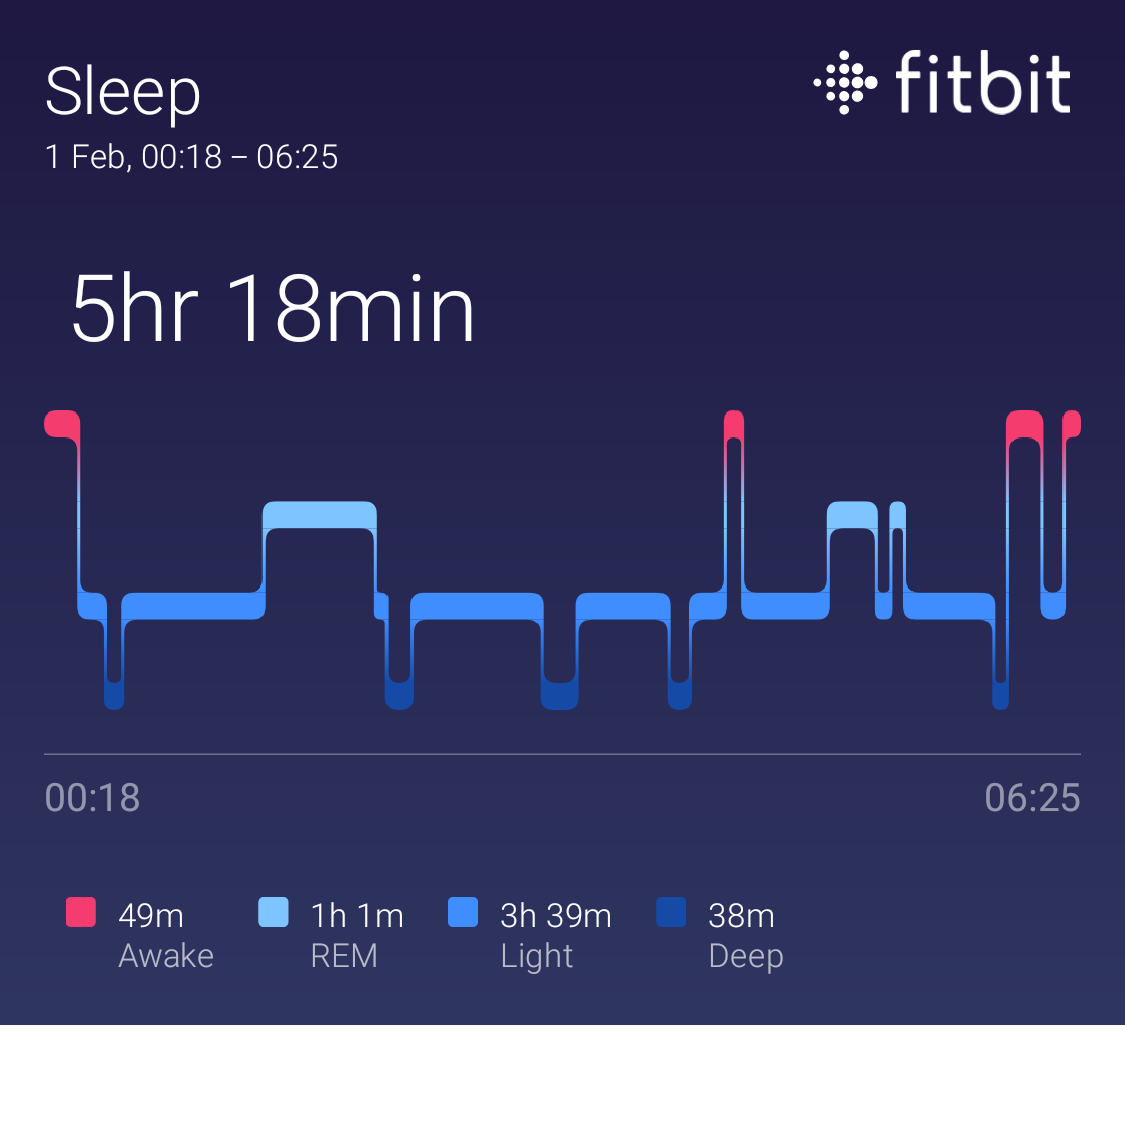 Sleep
fitbit
1 Feb, 00:18 – 06:25
5hr 18min
00:18
06:25
49m
1h 1m
3h 39m
38m
Awake
REM
Light
Deep